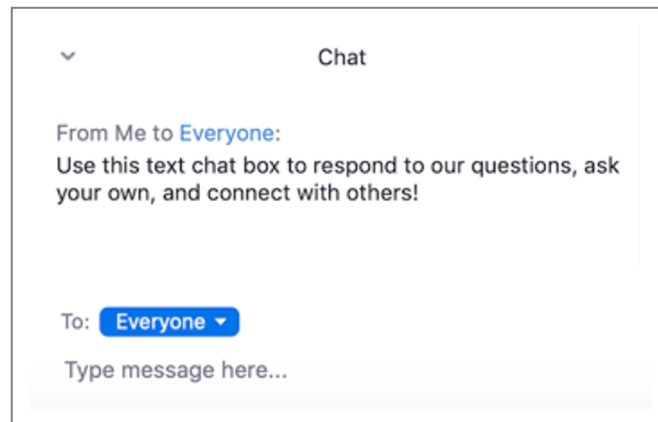 Chat
From Me to Everyone:
Use this text chat box to respond to our questions, ask
your own, and connect with others!
To: Everyone
Type message here...